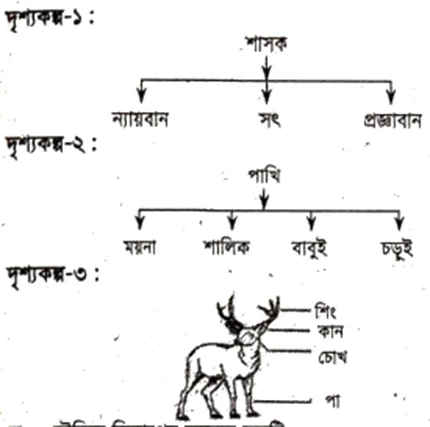 দৃশ্যকল্প-১ :
শাসক
ন্যায়বান সৎ প্রজ্ঞাবান
দৃশ্যকল্প-২ :
পাখি
ময়না শালিক বাবুই চড়ুই
দৃশ্যকল্প-৩ :
শিং
কান
চোখ
পা